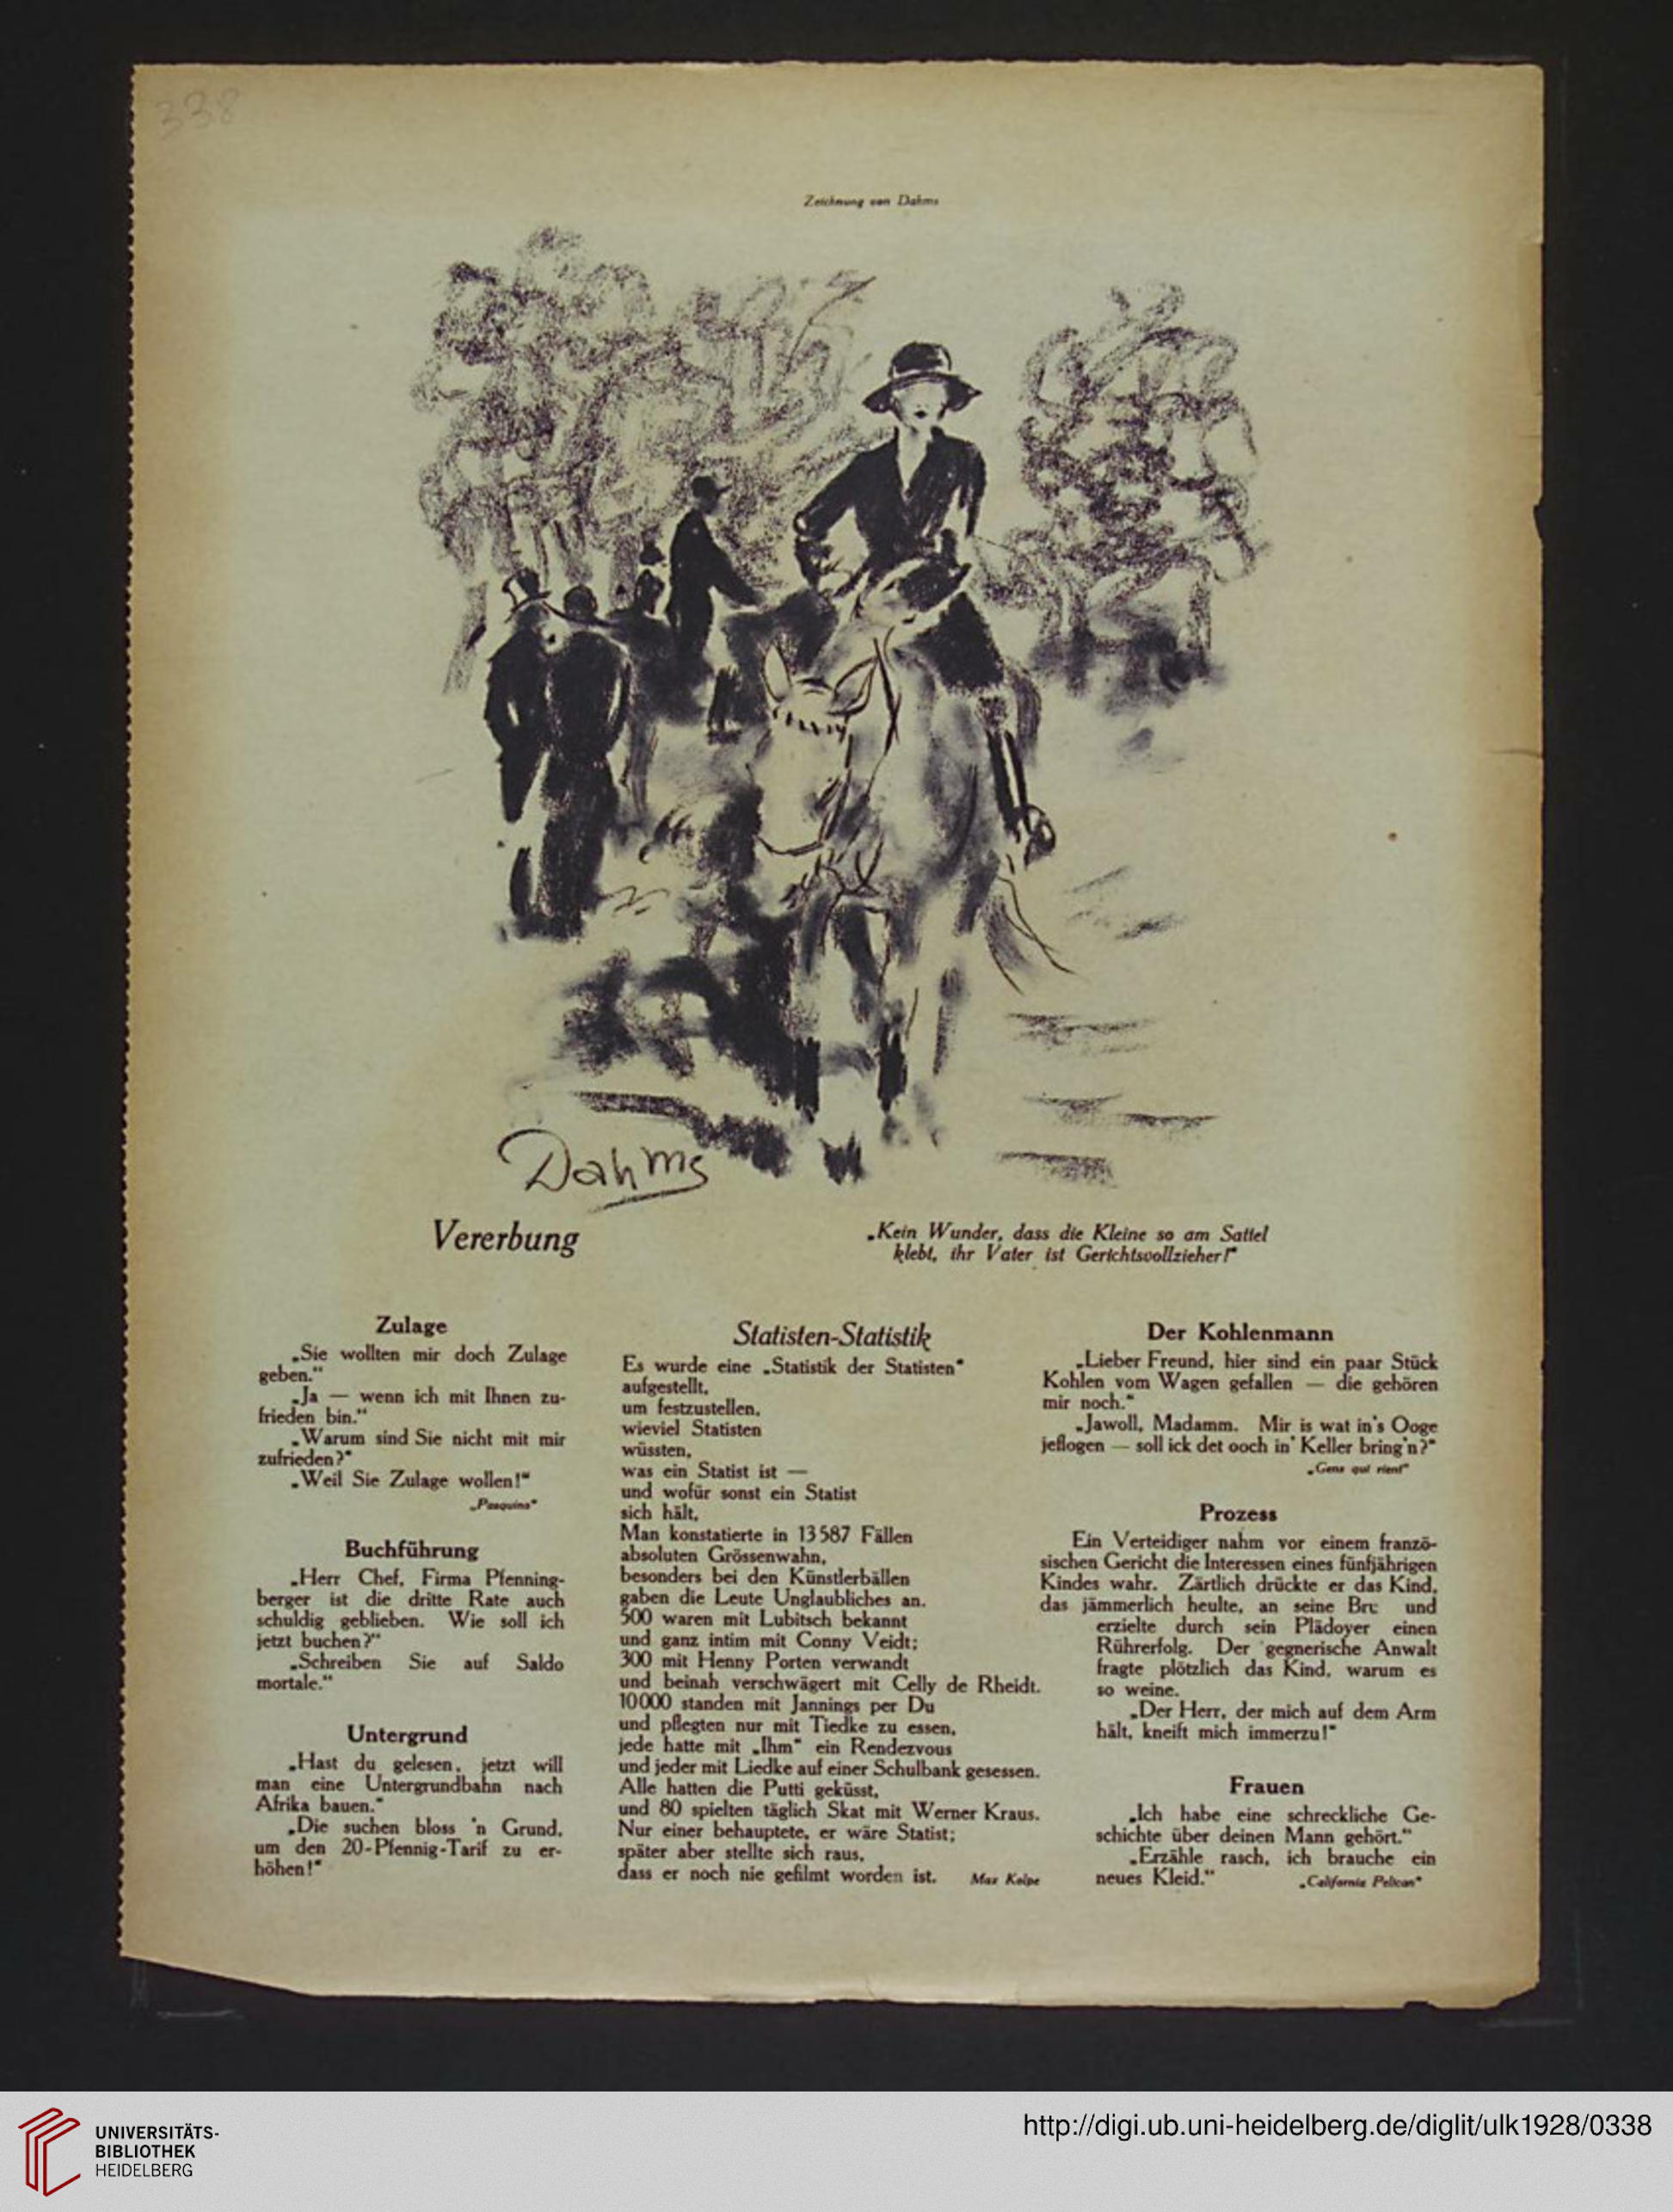 338
Zeichnung von Dahms
Dahms
Vererbung
„Kein Wunder, dass die Kleine so am Sattel
klebt, ihr Vater ist Gerichtsvollzieher!“
Zulage
„Sie wollten mir doch Zulage
geben.“
„Ja — wenn ich mit Ihnen zu-
frieden bin.“
„Warum sind Sie nicht mit mir
zufrieden?“
„Weil Sie Zulage wollen!“
„Pasquino“
Buchführung
„Herr Chef, Firma Pfenning-
berger ist die dritte Rate auch
schuldig geblieben. Wie soll ich
jetzt buchen?“
„Schreiben Sie auf Saldo
mortale.“
Untergrund
„Hast du gelesen, jetzt will
man eine Untergrundbahn nach
Afrika bauen.“
„Die suchen bloss 'n Grund,
um den 20-Pfennig-Tarif zu er-
höhen!“
Statisten-Statistik
Es wurde eine „Statistik der Statisten“
aufgestellt,
um festzustellen,
wieviel Statisten
wüssten,
was ein Statist ist —
und wofür sonst ein Statist
sich hält,
Man konstatierte in 13587 Fällen
absoluten Grössenwahn,
besonders bei den Künstlerbällen
gaben die Leute Unglaubliches an.
500 waren mit Lubitsch bekannt
und ganz intim mit Conny Veidt;
300 mit Henny Porten verwandt
und beinah verschwägert mit Celly de Rheidt.
10000 standen mit Jannings per Du
und pflegten nur mit Tiedke zu essen,
jede hatte mit „Ihm“ ein Rendezvous
und jeder mit Liedke auf einer Schulbank gesessen.
Alle hatten die Putti geküsst,
und 80 spielten täglich Skat mit Werner Kraus.
Nur einer behauptete, er wäre Statist;
später aber stellte sich raus,
dass er noch nie gefilmt worden ist. Max Kolpe
Der Kohlenmann
„Lieber Freund, hier sind ein paar Stück
Kohlen vom Wagen gefallen — die gehören
mir noch.“
„Jawoll, Madamm. Mir is wat in's Ooge
jeflogen — soll ick det ooch in' Keller bring'n?“
„Gens qui rient“
Prozess
Ein Verteidiger nahm vor einem franzö-
sischen Gericht die Interessen eines fünfjährigen
Kindes wahr. Zärtlich drückte er das Kind,
das jämmerlich heulte, an seine Bru und
erzielte durch sein Plädoyer einen
Rührerfolg. Der gegnerische Anwalt
fragte plötzlich das Kind, warum es
so weine.
„Der Herr, der mich auf dem Arm
hält, kneift mich immerzu!“
Frauen
„Ich habe eine schreckliche Ge-
schichte über deinen Mann gehört.“
„Erzähle rasch, ich brauche ein
neues Kleid.“ „California Pelican“
UNIVERSITÄTS-
BIBLIOTHEK
HEIDELBERG
http://digi.ub.uni-heidelberg.de/diglit/ulk1928/0338